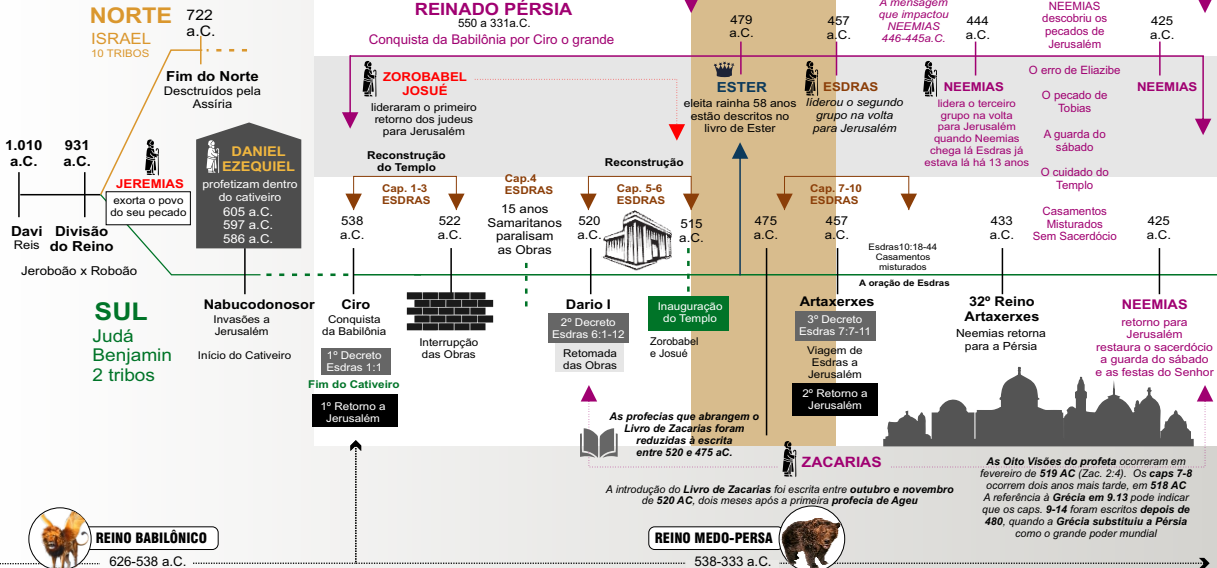 NORTE
ISRAEL
10 TRIBOS
722
a.C.
Fim do Norte
Desctruídos pela
Assíria
REINADO PÉRSIA
550 a 331a.C.
Conquista da Babilônia por Ciro o grande
ZOROBABEL
JOSUÉ
lideraram o primeiro
retorno dos judeus
para Jerusalém
479
a.C.
ESTER
eleita rainha 58 anos
estão descritos no
livro de Ester
457
a.C.
ESDRAS
liderou o segundo
grupo na volta
para Jerusalém
A mensagem
que impactou
NEEMIAS
446-445a.C.
444
a.C.
NEEMIAS
lidera o terceiro
grupo na volta
para Jerusalém
quando Neemias
chega lá Esdras já
estava lá há 13 anos
NEEMIAS
descobriu os
pecados de
Jerusalém
O erro de Eliazibe
O pecado de
Tobias
A guarda do
sábado
O cuidado do
Templo
Casamentos
Misturados
Sem Sacerdócio
425
a.C.
NEEMIAS
1.010
a.C.
931
a.C.
Davi
Reis
Divisão
do Reino
Jeroboão x Roboão
JEREMIAS
exorta o povo
do seu pecado
DANIEL
EZEQUIEL
profetizam dentro
do cativeiro
605 a.C.
597 a.C.
586 a.C.
SUL
Judá
Benjamin
2 tribos
Nabucodonosor
Invasões a
Jerusalém
Início do Cativeiro
Reconstrução
do Templo
Cap. 1-3
ESDRAS
538
a.C.
522
a.C.
Ciro
Conquista
da Babilônia
1º Decreto
Esdras 1:1
Fim do Cativeiro
1º Retorno a
Jerusalém
Interrupção
das Obras
Cap.4
ESDRAS
15 anos
Samaritanos
paralisam
as Obras
Reconstrução
Cap. 5-6
ESDRAS
520
a.C.
515
a.C.
Dario I
2º Decreto
Esdras 6:1-12
Retomada
das Obras
Inauguração
do Templo
Zorobabel
e Josué
475
a.C.
Cap. 7-10
ESDRAS
457
a.C.
Esdras10:18-44
Casamentos
misturados
A oração de Esdras
Artaxerxes
3º Decreto
Esdras 7:7-11
Viagem de
Esdras a
Jerusalém
2º Retorno a
Jerusalém
433
a.C.
32º Reino
Artaxerxes
Neemias retorna
para a Pérsia
425
a.C.
NEEMIAS
retorno para
Jerusalém
restaura o sacerdócio
a guarda do sábado
e as festas do Senhor
As profecias que abrangem o
Livro de Zacarias foram
reduzidas à escrita
entre 520 e 475 aC.
ZACARIAS
A introdução do Livro de Zacarias foi escrita entre outubro e novembro
de 520 AC, dois meses após a primeira profecia de Ageu
As Oito Visões do profeta ocorreram em
fevereiro de 519 AC (Zac. 2:4). Os caps 7-8
ocorrem dois anos mais tarde, em 518 AC
A referência à Grécia em 9.13 pode indicar
que os caps. 9-14 foram escritos depois de
480, quando a Grécia substituiu a Pérsia
como o grande poder mundial
REINO BABILÔNICO
626-538 a.C.
REINO MEDO-PERSA
538-333 a.C.